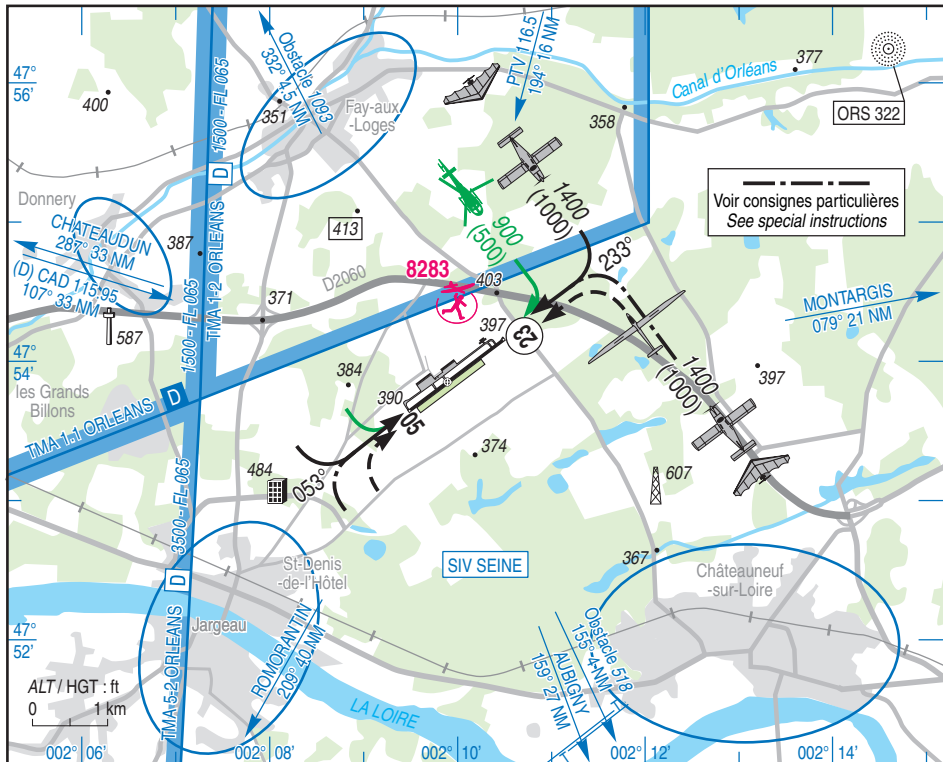 47°
56'
400
Obstacle 1093
332° 4,5 NM
351
Fay-aux
-Loges
PTV 116.5
194° 16 NM
377
Canal d'Orléans
ORS 322
358
1500 - FL 065
D
TMA 1-2 ORLEANS
Donnery
CHATEAUDUN
287° 33 NM
(D) CAD 115.95
107° 33 NM
387
413
900
(500)
1400
(1000)
233°
Voir consignes particulières
See special instructions
D2060
8283
403
371
587
1500 - FL 065
MONTARGIS
079° 21 NM
47°
54'
397
23
384
390
05
1400
(1000)
397
les Grands
Billons
TMA 1-1 ORLEANS
D
374
053°
484
607
3500 - FL 065
367
St-Denis
-de-l'Hôtel
SIV SEINE
Châteauneuf
-sur-Loire
D
Jargeau
47°
52'
TMA 5-2 ORLEANS
ROMORANTIN
209° 40 NM
Obstacle 518
155° 4 NM
AUBIGNY
159° 27 NM
LA LOIRE
ALT / HGT : ft
0 1 km
002° 06'
002° 08'
002° 10'
002° 12'
002° 14'